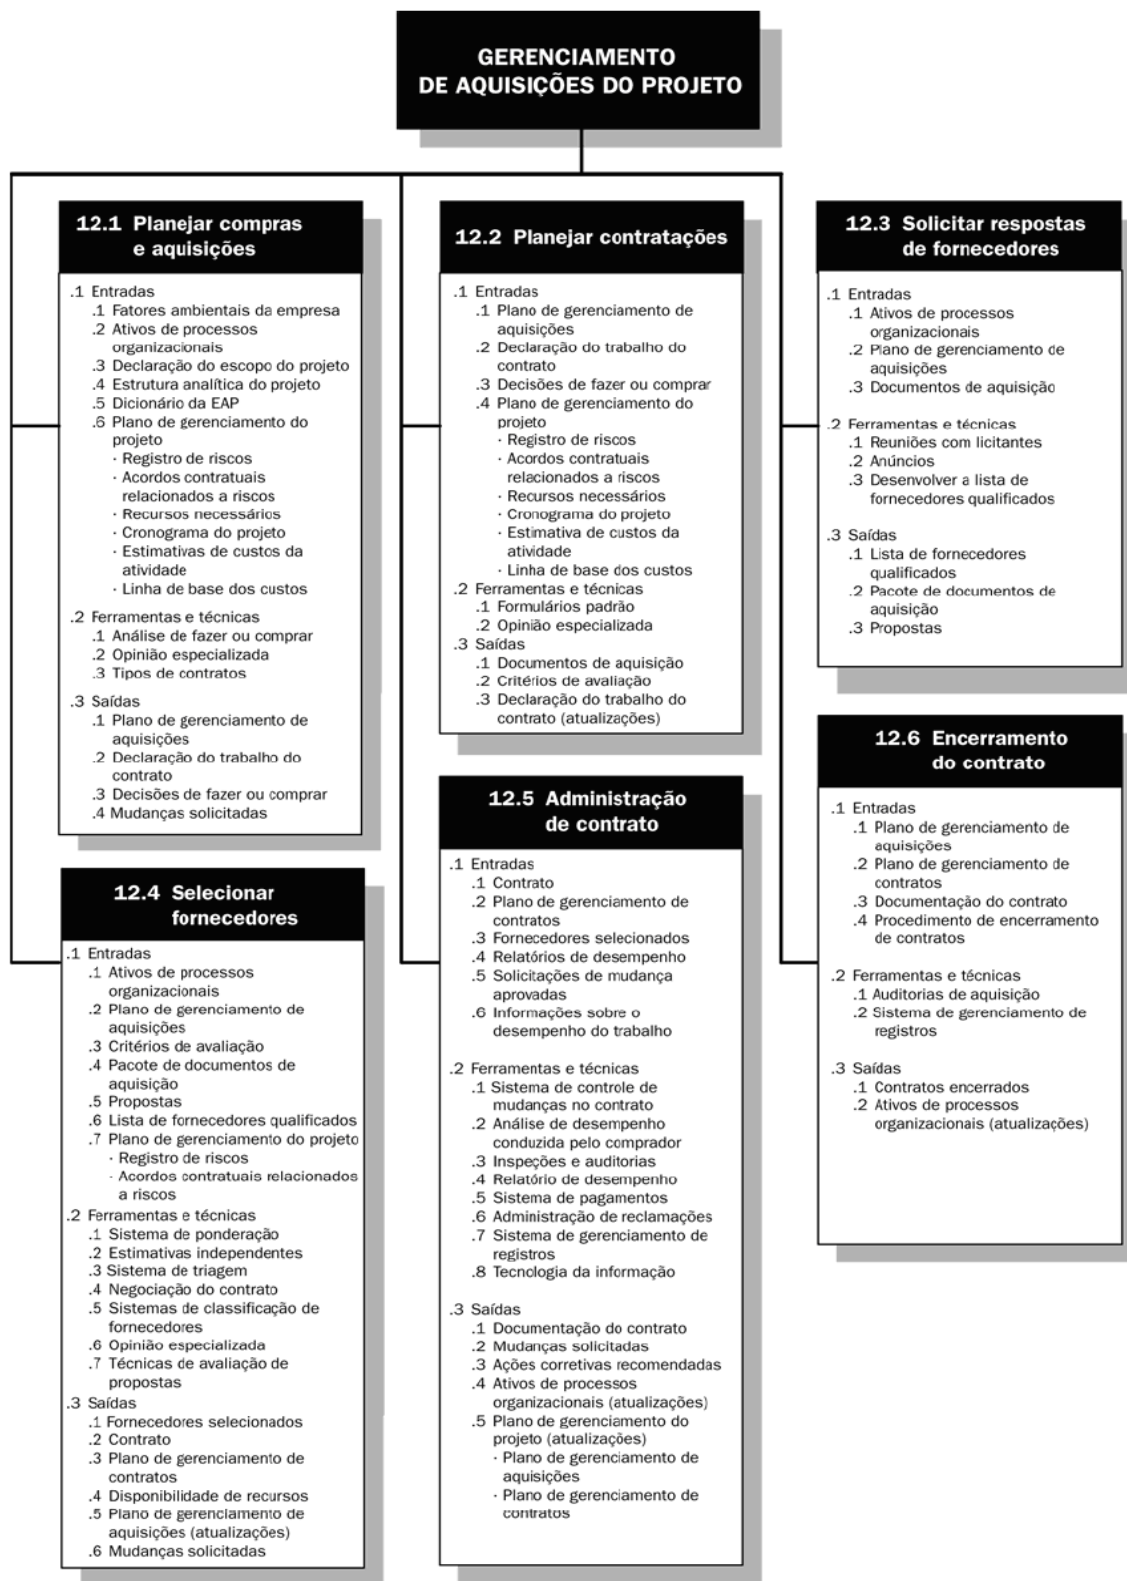 GERENCIAMENTO
DE AQUISIÇÕES DO PROJETO
12.1 Planejar compras
e aquisições
.1 Entradas
.1 Fatores ambientais da empresa
.2 Ativos de processos
organizacionais
.3 Declaração do escopo do projeto
.4 Estrutura analítica do projeto
.5 Dicionário da EAP
.6 Plano de gerenciamento do
projeto
· Registro de riscos
· Acordos contratuais
relacionados a riscos
· Recursos necessários
· Cronograma do projeto
· Estimativas de custos da
atividade
· Linha de base dos custos
.2 Ferramentas e técnicas
.1 Análise de fazer ou comprar
.2 Opinião especializada
.3 Tipos de contratos
.3 Saídas
.1 Plano de gerenciamento de
aquisições
.2 Declaração do trabalho do
contrato
.3 Decisões de fazer ou comprar
.4 Mudanças solicitadas
12.2 Planejar contratações
.1 Entradas
.1 Plano de gerenciamento de
aquisições
.2 Declaração do trabalho do
contrato
.3 Decisões de fazer ou comprar
.4 Plano de gerenciamento do
projeto
· Registro de riscos
· Acordos contratuais
relacionados a riscos
· Recursos necessários
· Cronograma do projeto
· Estimativa de custos da
atividade
· Linha de base dos custos
.2 Ferramentas e técnicas
.1 Formulários padrão
.2 Opinião especializada
.3 Saídas
.1 Documentos de aquisição
.2 Critérios de avaliação
.3 Declaração do trabalho do
contrato (atualizações)
12.3 Solicitar respostas
de fornecedores
.1 Entradas
.1 Ativos de processos
organizacionais
.2 Plano de gerenciamento de
aquisições
.3 Documentos de aquisição
.2 Ferramentas e técnicas
.1 Reuniões com licitantes
.2 Anúncios
.3 Desenvolver a lista de
fornecedores qualificados
.3 Saídas
.1 Lista de fornecedores
qualificados
.2 Pacote de documentos de
aquisição
.3 Propostas
12.4 Selecionar
fornecedores
.1 Entradas
.1 Ativos de processos
organizacionais
.2 Plano de gerenciamento de
aquisições
.3 Critérios de avaliação
.4 Pacote de documentos de
aquisição
.5 Propostas
.6 Lista de fornecedores qualificados
.7 Plano de gerenciamento do projeto
· Registro de riscos
· Acordos contratuais relacionados
a riscos
.2 Ferramentas e técnicas
.1 Sistema de ponderação
.2 Estimativas independentes
.3 Sistema de triagem
.4 Negociação do contrato
.5 Sistemas de classificação de
fornecedores
.6 Opinião especializada
.7 Técnicas de avaliação de
propostas
.3 Saídas
.1 Fornecedores selecionados
.2 Contrato
.3 Plano de gerenciamento de
contratos
.4 Disponibilidade de recursos
.5 Plano de gerenciamento de
aquisições (atualizações)
.6 Mudanças solicitadas
12.5 Administração
de contrato
.1 Entradas
.1 Contrato
.2 Plano de gerenciamento de
contratos
.3 Fornecedores selecionados
.4 Relatórios de desempenho
.5 Solicitações de mudança
aprovadas
.6 Informações sobre o
desempenho do trabalho
.2 Ferramentas e técnicas
.1 Sistema de controle de
mudanças no contrato
.2 Análise de desempenho
conduzida pelo comprador
.3 Inspeções e auditorias
.4 Relatório de desempenho
.5 Sistema de pagamentos
.6 Administração de reclamações
.7 Sistema de gerenciamento de
registros
.8 Tecnologia da informação
.3 Saídas
.1 Documentação do contrato
.2 Mudanças solicitadas
.3 Ações corretivas recomendadas
.4 Ativos de processos
organizacionais (atualizações)
.5 Plano de gerenciamento do
projeto (atualizações)
· Plano de gerenciamento de
aquisições
· Plano de gerenciamento de
contratos
12.6 Encerramento
do contrato
.1 Entradas
.1 Plano de gerenciamento de
aquisições
.2 Plano de gerenciamento de
contratos
.3 Documentação do contrato
.4 Procedimento de encerramento
de contratos
.2 Ferramentas e técnicas
.1 Auditorias de aquisição
.2 Sistema de gerenciamento de
registros
.3 Saídas
.1 Contratos encerrados
.2 Ativos de processos
organizacionais (atualizações)